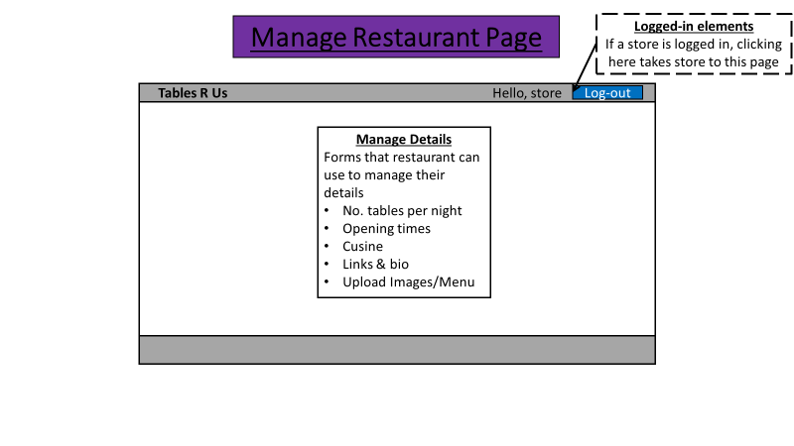 Manage Restaurant Page
Logged-in elements
If a store is logged in, clicking
here takes store to this page
Tables R Us
Hello, store
Log-out
Manage Details
Forms that restaurant can
use to manage their
details
• No. tables per night
• Opening times
• Cusine
• Links & bio
• Upload Images/Menu